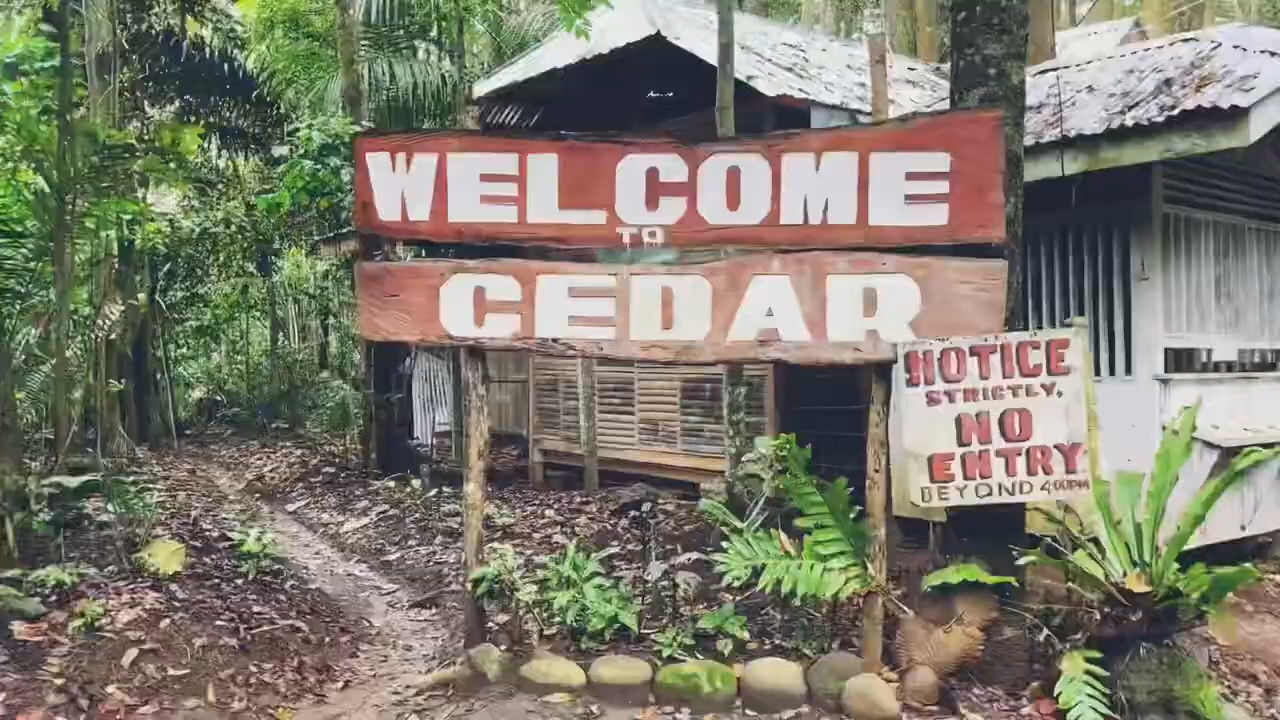 WELCOME
TO
CEDAR
NOTICE
STRICTLY,
NO
ENTRY
BEYOND 4:00PM